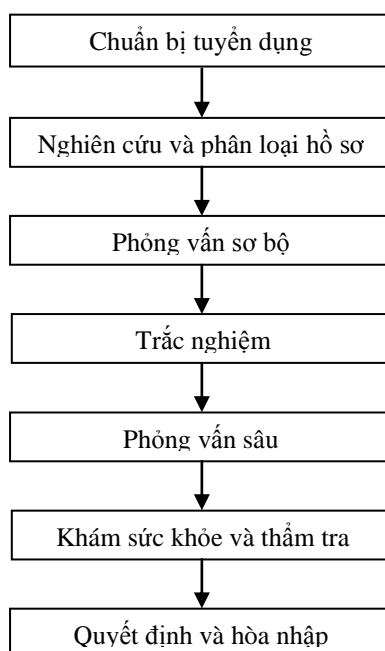 Chuẩn bị tuyển dụng
Nghiên cứu và phân loại hồ sơ
Phỏng vấn sơ bộ
Trắc nghiệm
Phỏng vấn sâu
Khám sức khỏe và thẩm tra
Quyết định và hòa nhập